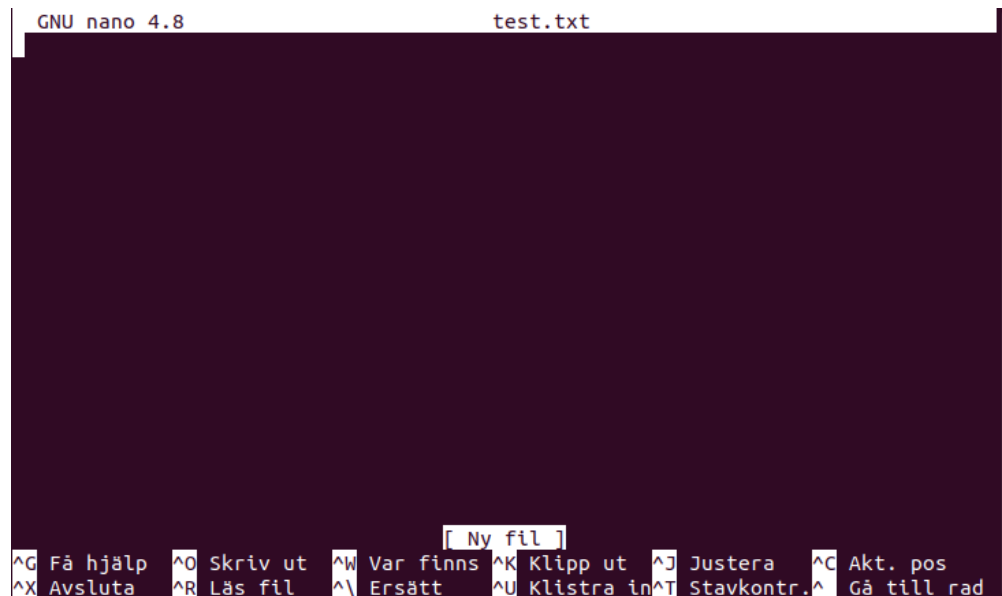 GNU nano 4.8 test.txt
[ Ny fil ]
^G Få hjälp ^O Skriv ut ^W Var finns ^K Klipp ut ^J Justera ^C Akt. pos
^X Avsluta ^R Läs fil ^\ Ersätt ^U Klistra in^T Stavkontr.^ Gå till rad